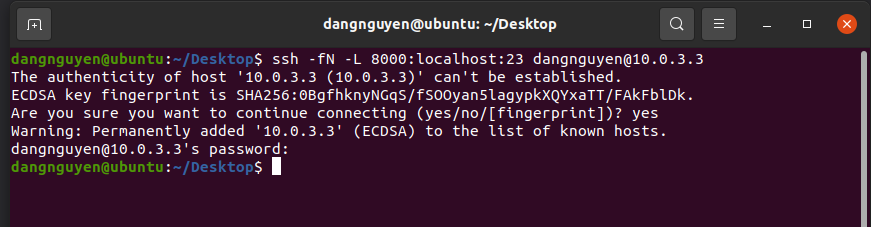 dangnguyen@ubuntu: ~/Desktop
dangnguyen@ubuntu:~/Desktop$ ssh -fN -L 8000:localhost:23 dangnguyen@10.0.3.3
The authenticity of host '10.0.3.3 (10.0.3.3)' can't be established.
ECDSA key fingerprint is SHA256:0BgfhknyNGqS/fSOOyan5lagypkXQYxaTT/FAkFblDk.
Are you sure you want to continue connecting (yes/no/[fingerprint])? yes
Warning: Permanently added '10.0.3.3' (ECDSA) to the list of known hosts.
dangnguyen@10.0.3.3's password:
dangnguyen@ubuntu:~/Desktop$